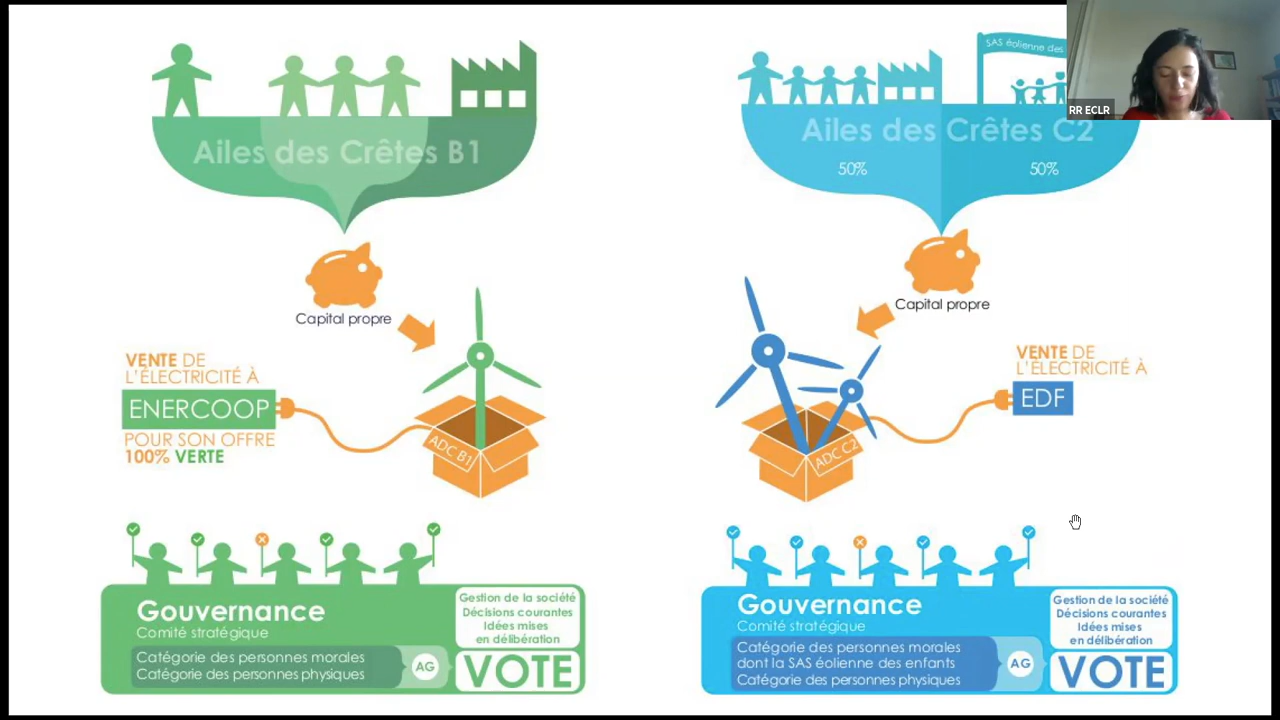 Ailes des Crêtes B1
Capital propre
VENTE DE
L'ÉLECTRICITÉ À
ENERCOOP
POUR SON OFFRE
100% VERTE
ADC B1
Gouvernance
Comité stratégique
Catégorie des personnes morales
Catégorie des personnes physiques
AG
Gestion de la société
Décisions courantes
Idées mises
en délibération
VOTE
SAS éolienne des
RR ECLR
Ailes des Crêtes C2
50%
50%
Capital propre
VENTE DE
L'ÉLECTRICITÉ À
EDF
ADC C2
Gouvernance
Comité stratégique
Catégorie des personnes morales
dont la SAS éolienne des enfants
Catégorie des personnes physiques
AG
Gestion de la société
Décisions courantes
Idées mises
en délibération
VOTE